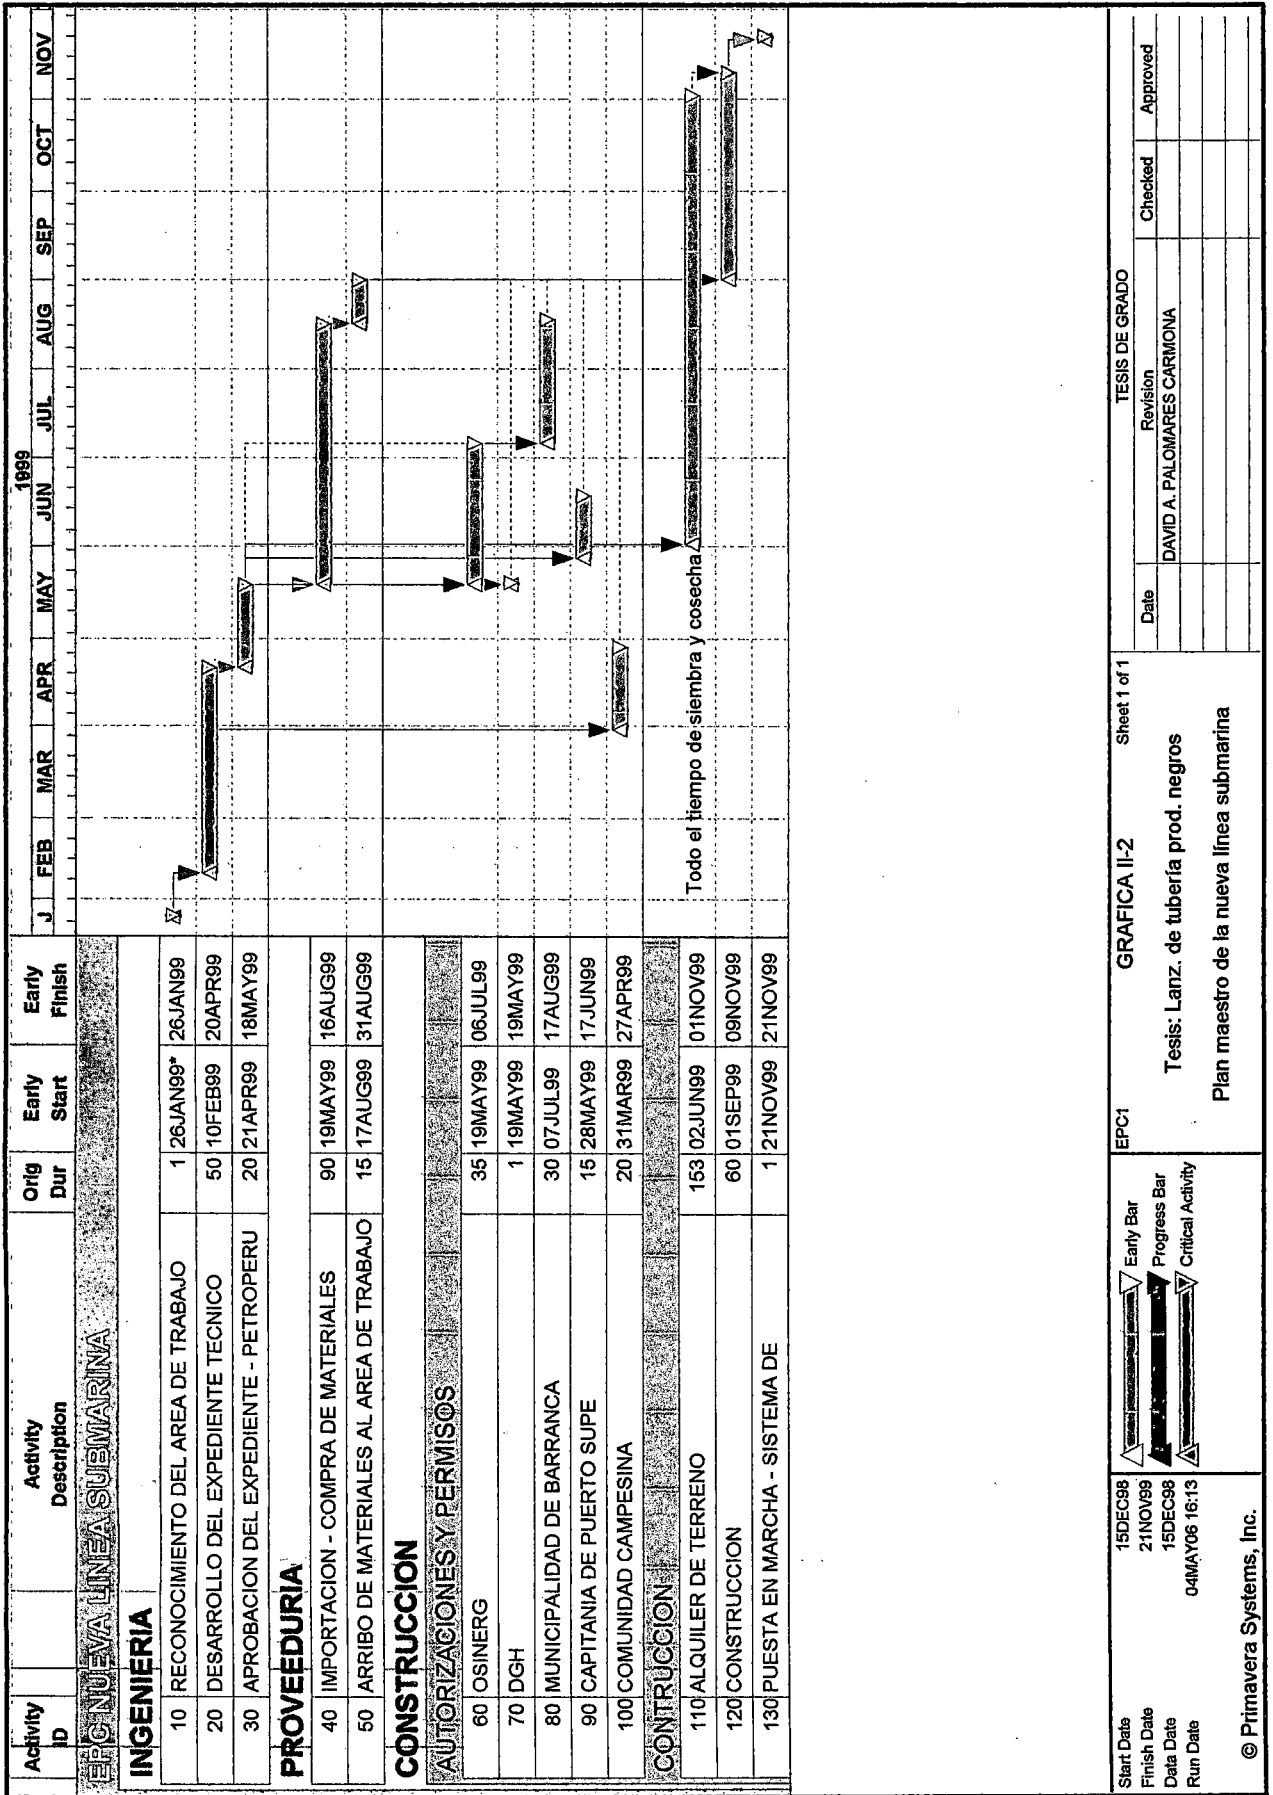 Activity ID Activity Description Orig Dur Early Start Early Finish
1999
J FEB MAR APR MAY JUN JUL AUG SEP OCT NOV
EPC NUEVA LINEA SUBMARINA
INGENIERIA
10 RECONOCIMIENTO DEL AREA DE TRABAJO 1 26JAN99* 26JAN99
20 DESARROLLO DEL EXPEDIENTE TECNICO 50 10FEB99 20APR99
30 APROBACION DEL EXPEDIENTE - PETROPERU 20 21APR99 18MAY99
PROVEEDURIA
40 IMPORTACION - COMPRA DE MATERIALES 90 19MAY99 16AUG99
50 ARRIBO DE MATERIALES AL AREA DE TRABAJO 15 17AUG99 31AUG99
CONSTRUCCION
AUTORIZACIONES Y PERMISOS
60 OSINERG 35 19MAY99 06JUL99
70 DGH 1 19MAY99 19MAY99
80 MUNICIPALIDAD DE BARRANCA 30 07JUL99 17AUG99
90 CAPITANIA DE PUERTO SUPE 15 28MAY99 17JUN99
100 COMUNIDAD CAMPESINA 20 31MAR99 27APR99
CONTRUCCION
110 ALQUILER DE TERRENO 153 02JUN99 01NOV99 Todo el tiempo de siembra y cosecha
120 CONSTRUCCION 60 01SEP99 09NOV99
130 PUESTA EN MARCHA - SISTEMA DE 1 21NOV99 21NOV99
Start Date 15DEC98
Finish Date 21NOV99
Data Date 15DEC98
Run Date 04MAY06 16:13
© Primavera Systems, Inc.
Early Bar
Progress Bar
Critical Activity
EPC1
GRAFICA II-2
Sheet 1 of 1
Tesis: Lanz. de tubería prod. negros
Plan maestro de la nueva línea submarina
TESIS DE GRADO
Date Revision Checked Approved
DAVID A. PALOMARES CARMONA